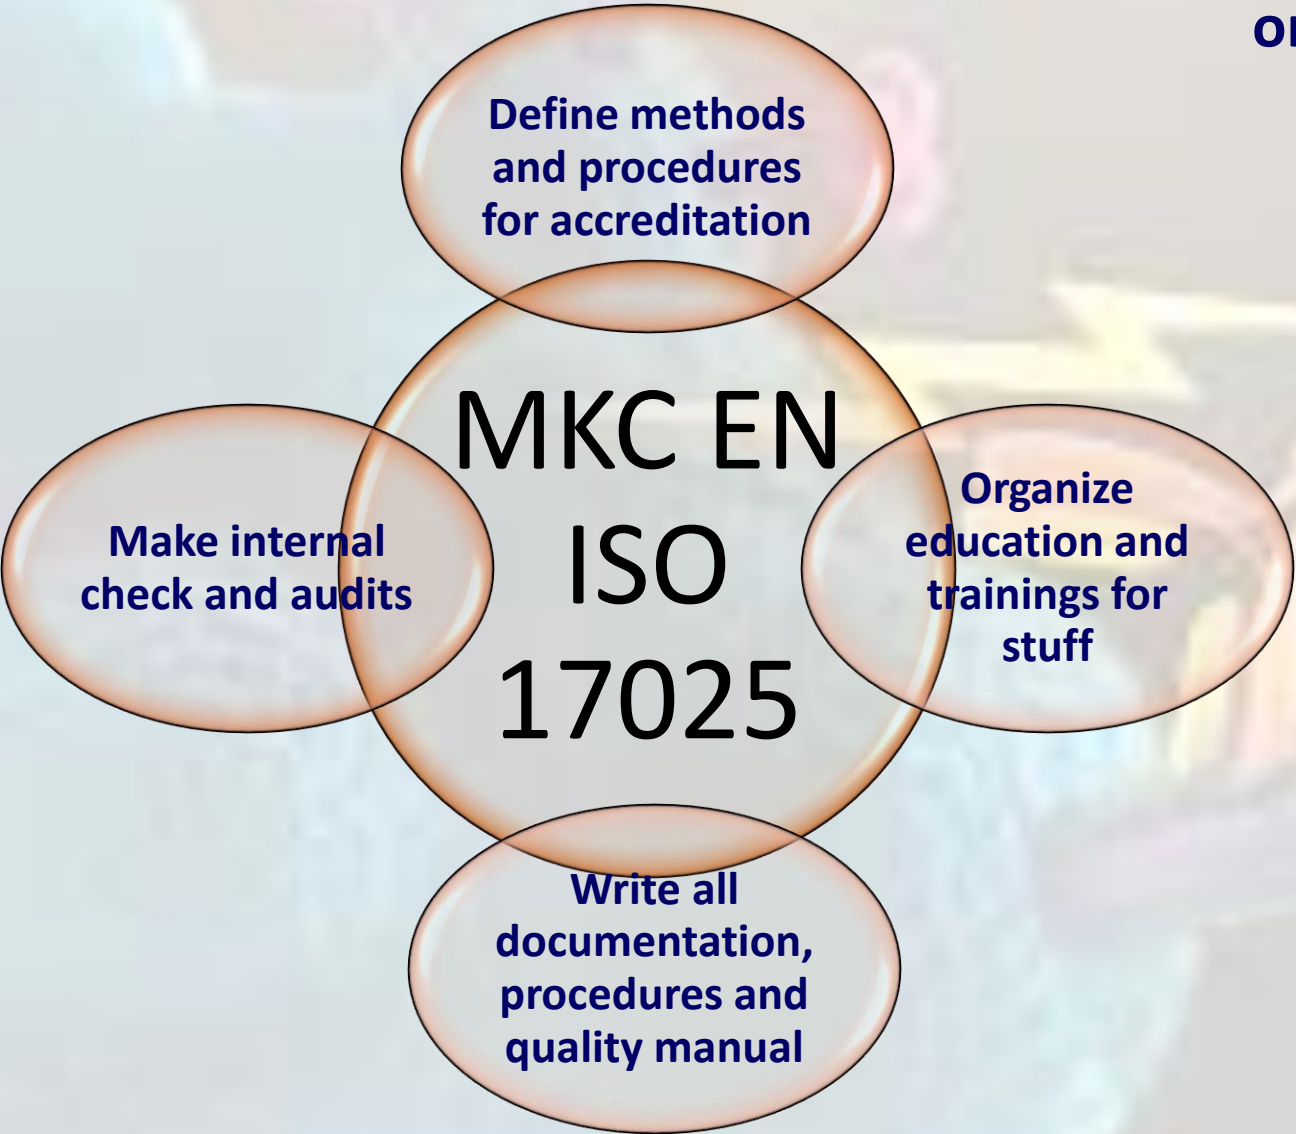 Define methods
and procedures
for accreditation
MKC EN
ISO
17025
Make internal
check and audits
Organize
education and
trainings for
stuff
Write all
documentation,
procedures and
quality manual